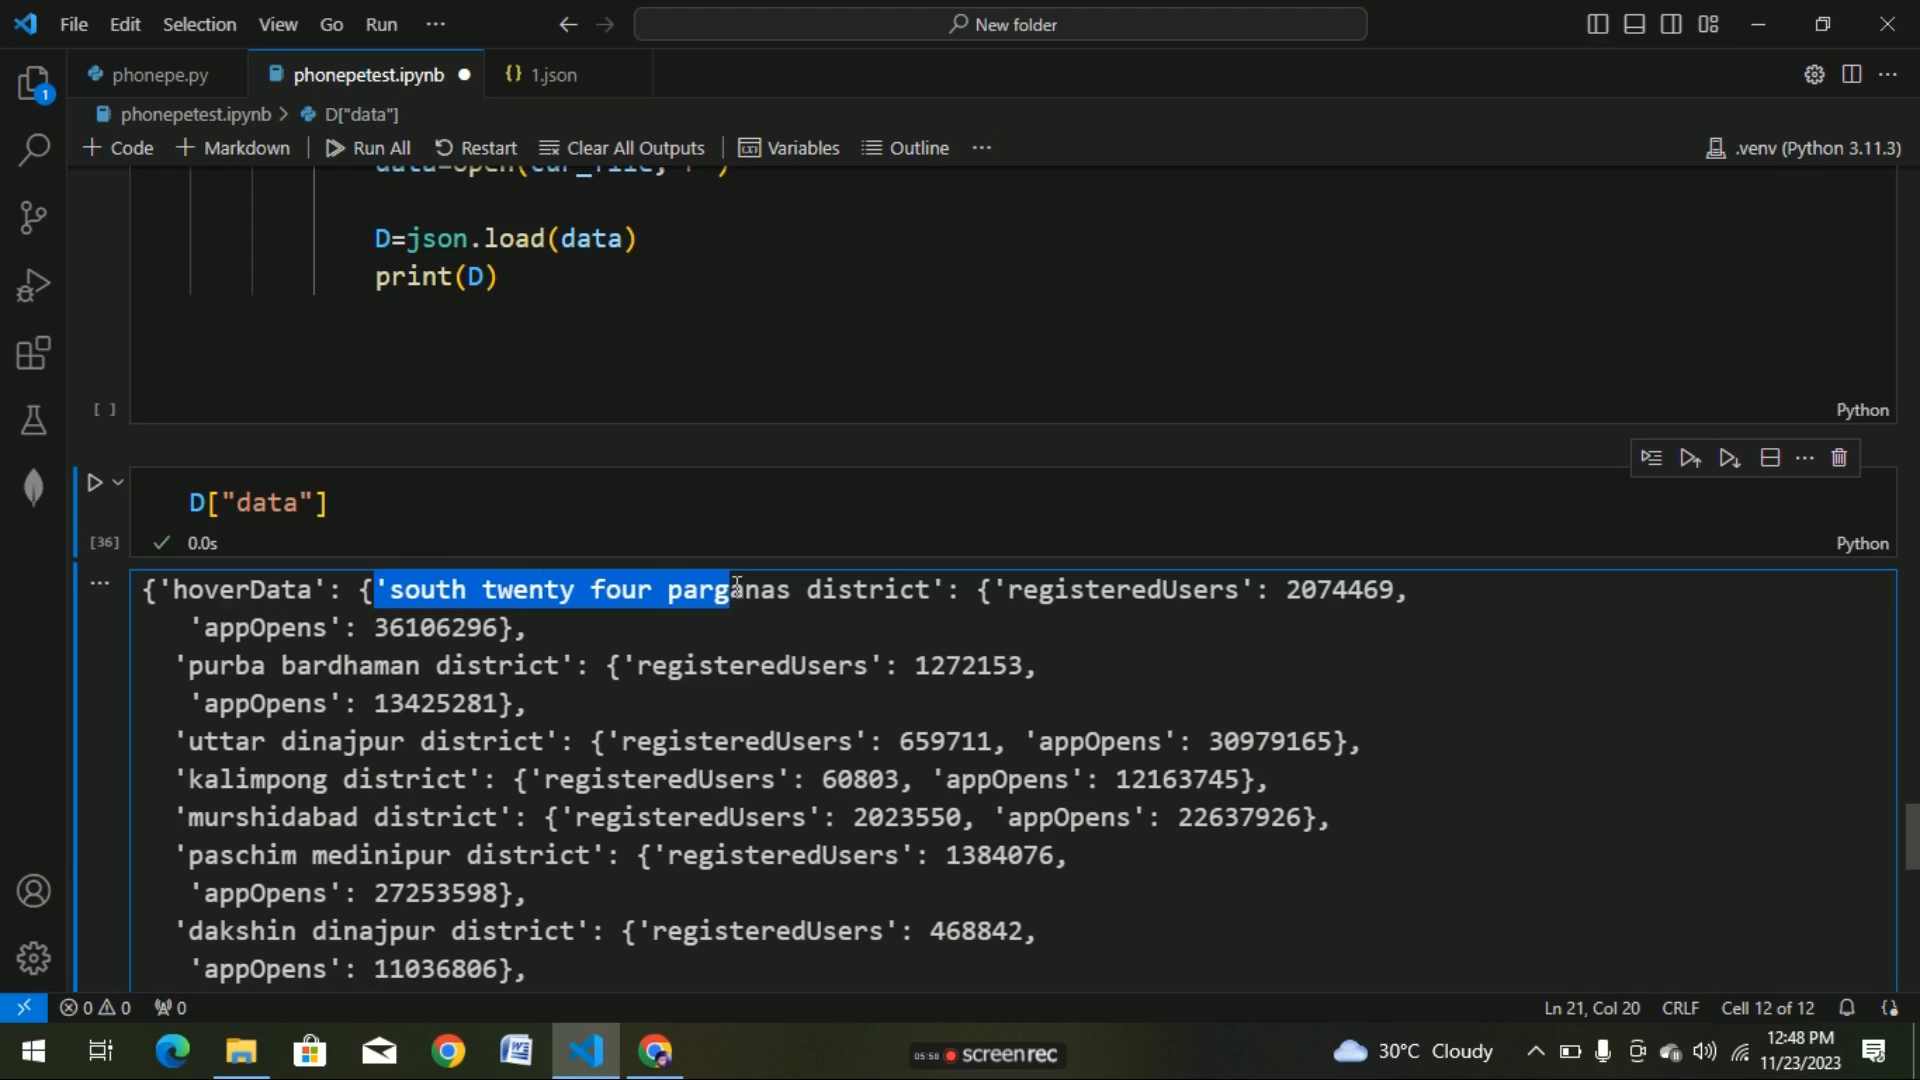 File Edit Selection View Go Run ··· New folder
phonepe.py phonepetest.ipynb 1.json
phonepetest.ipynb > D["data"]
+ Code + Markdown Run All Restart Clear All Outputs Variables Outline ··· .venv (Python 3.11.3)
D=json.load(data)
print(D)
[ ] Python
D["data"]
[36] 0.0s Python
{'hoverData': {'south twenty four parganas district': {'registeredUsers': 2074469,
'appOpens': 36106296},
'purba bardhaman district': {'registeredUsers': 1272153,
'appOpens': 13425281},
'uttar dinajpur district': {'registeredUsers': 659711, 'appOpens': 30979165},
'kalimpong district': {'registeredUsers': 60803, 'appOpens': 12163745},
'murshidabad district': {'registeredUsers': 2023550, 'appOpens': 22637926},
'paschim medinipur district': {'registeredUsers': 1384076,
'appOpens': 27253598},
'dakshin dinajpur district': {'registeredUsers': 468842,
'appOpens': 11036806},
0 0 0 Ln 21, Col 20 CRLF Cell 12 of 12
05:58 screenrec 30°C Cloudy 12:48 PM
11/23/2023